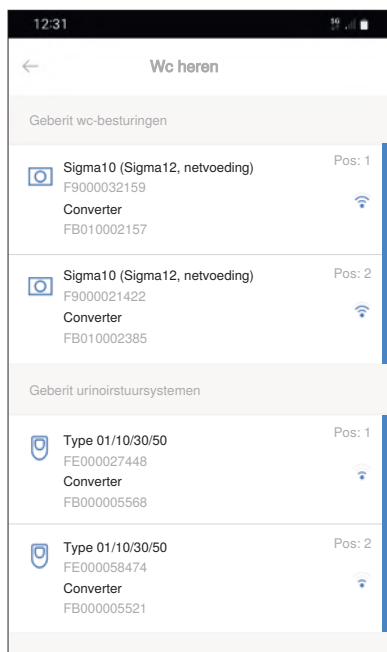 12:31 5G
Wc heren
Geberit wc-besturingen
Sigma10 (Sigma12, netvoeding) Pos: 1
F9000032159
Converter
FB010002157
Sigma10 (Sigma12, netvoeding) Pos: 2
F9000021422
Converter
FB010002385
Geberit urinoirstuursystemen
Type 01/10/30/50 Pos: 1
FE000027448
Converter
FB000005568
Type 01/10/30/50 Pos: 2
FE000058474
Converter
FB000005521